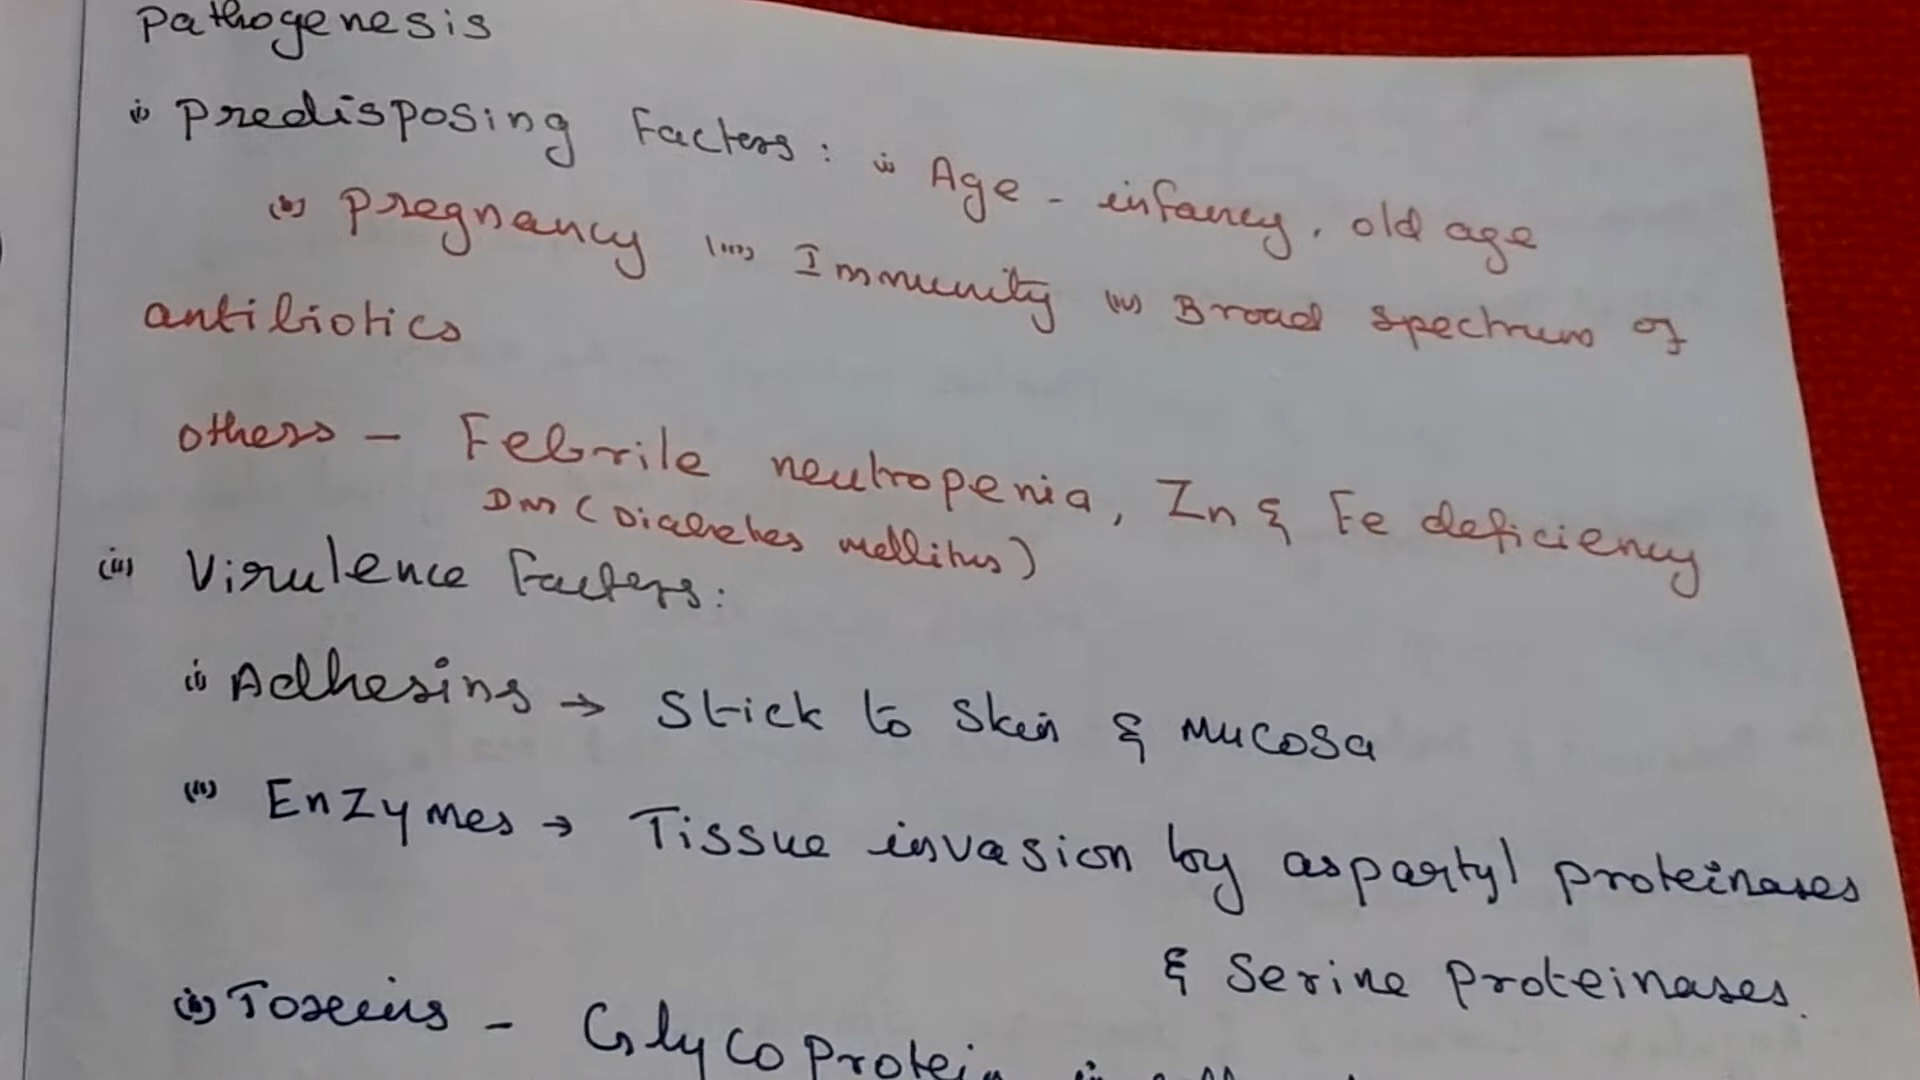 Pathogenesis
(i) Predisposing Factors : (i) Age - infancy, old age
(ii) Pregnancy (iii) Immunity (iv) Broad spectrum of
antibiotics
others - Febrile neutropenia, Zn & Fe deficiency
DM (Diabetes mellitus)
(ii) Virulence Factors:
(i) Adhesins → Stick to Skin & Mucosa
(ii) Enzymes → Tissue invasion by aspartyl proteinases
& Serine Proteinases.
(iii) Toxins - Glycoprotein in